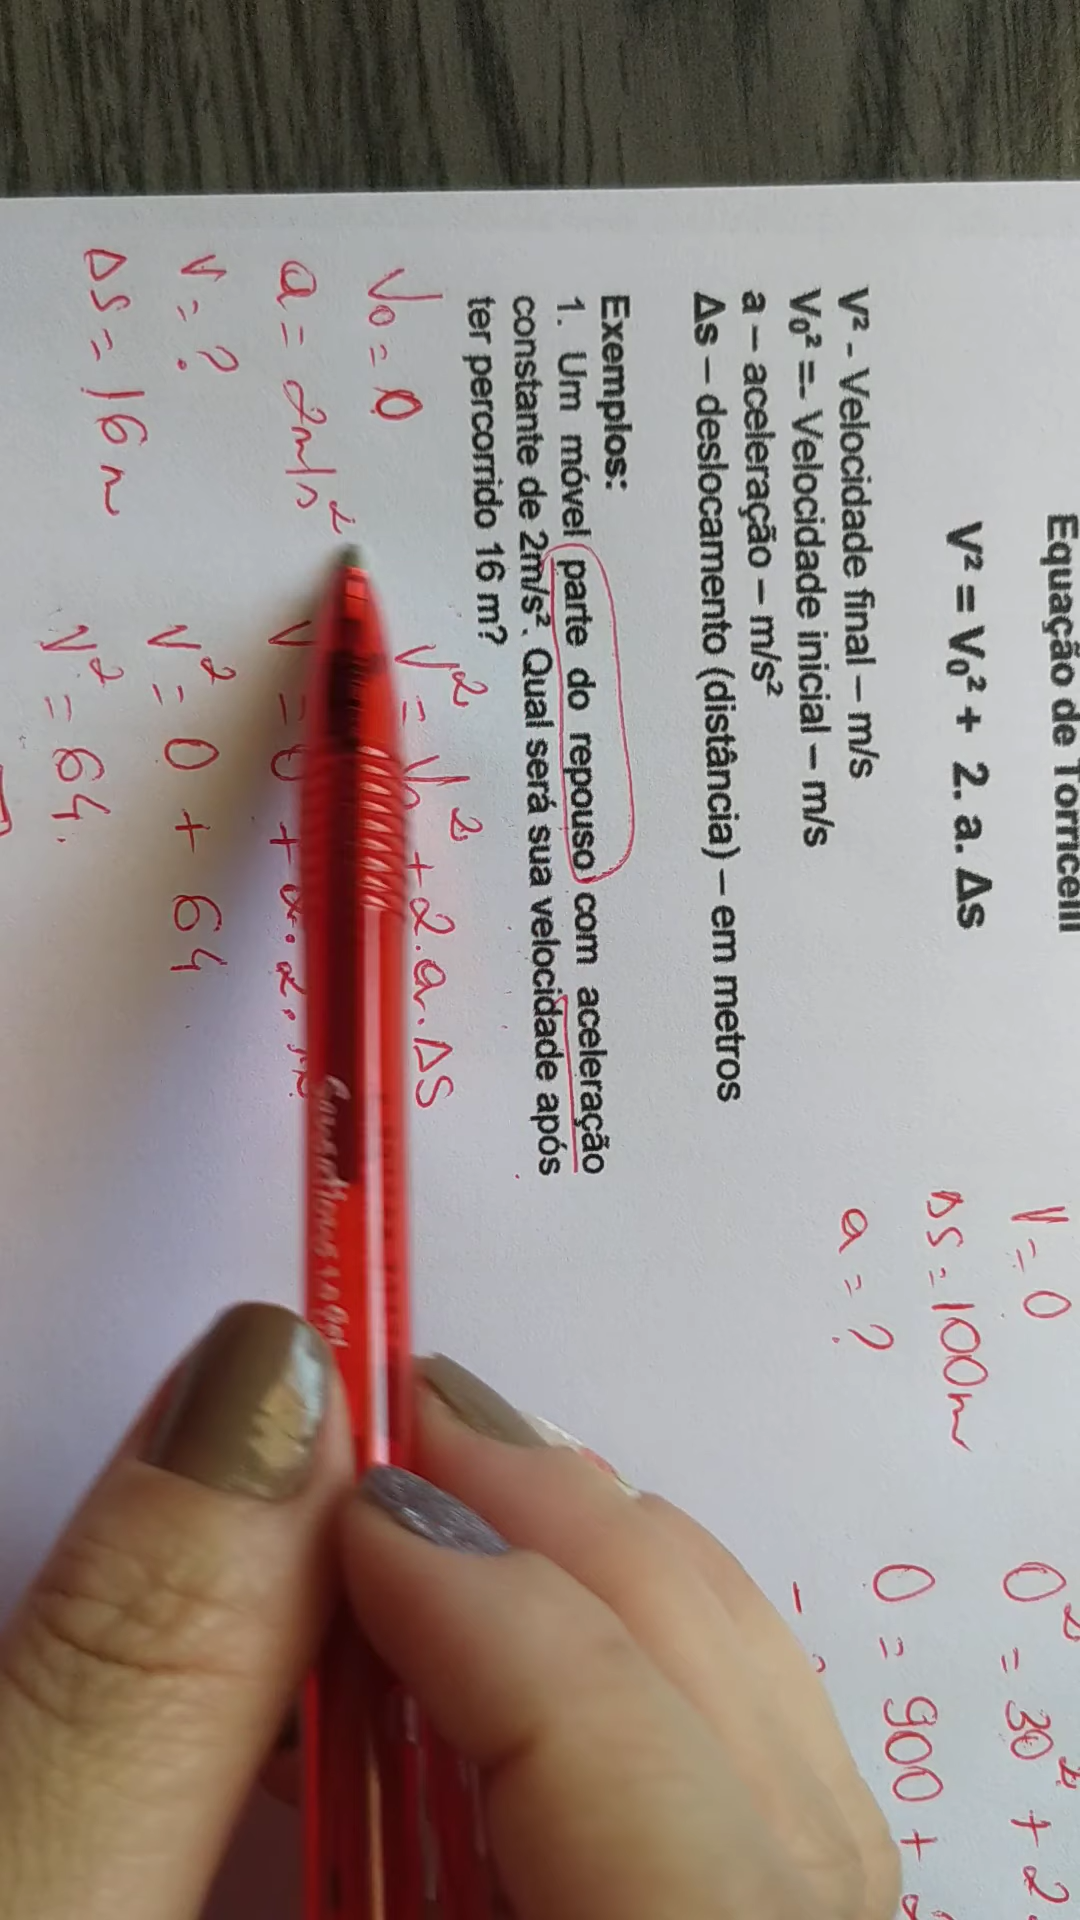 Equação de Torricelli
V² = V₀² + 2. a. Δs
V² - Velocidade final – m/s
V₀² =- Velocidade inicial – m/s
a – aceleração – m/s²
Δs – deslocamento (distância) – em metros
Exemplos:
1. Um móvel parte do repouso com aceleração
constante de 2m/s². Qual será sua velocidade após
ter percorrido 16 m?
V₀ = 0
a = 2m/s²
V = ?
ΔS = 16 m
V² = V₀² + 2.a.ΔS
V² = 0 + 64
V² = 64.
V = 0
ΔS = 100m
a = ?
0² = 30² + 2.
0 = 900 +
-